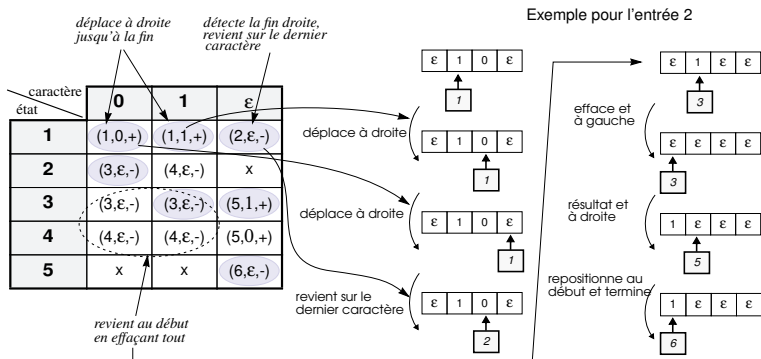 Exemple pour l'entrée 2
déplace à droite
jusqu'à la fin
détecte la fin droite,
revient sur le dernier
caractère
caractère
état
0 1 ε
1 (1,0,+) (1,1,+) (2,ε,-)
2 (3,ε,-) (4,ε,-) x
3 (3,ε,-) (3,ε,-) (5,1,+)
4 (4,ε,-) (4,ε,-) (5,0,+)
5 x x (6,ε,-)
revient au début
en effaçant tout
ε 1 0 ε
1
déplace à droite
ε 1 0 ε
1
déplace à droite
ε 1 0 ε
1
revient sur le
dernier caractère
ε 1 0 ε
2
ε 1 ε ε
3
efface et
à gauche
ε ε ε ε
3
résultat et
à droite
1 ε ε ε
5
repositionne au
début et termine
1 ε ε ε
6